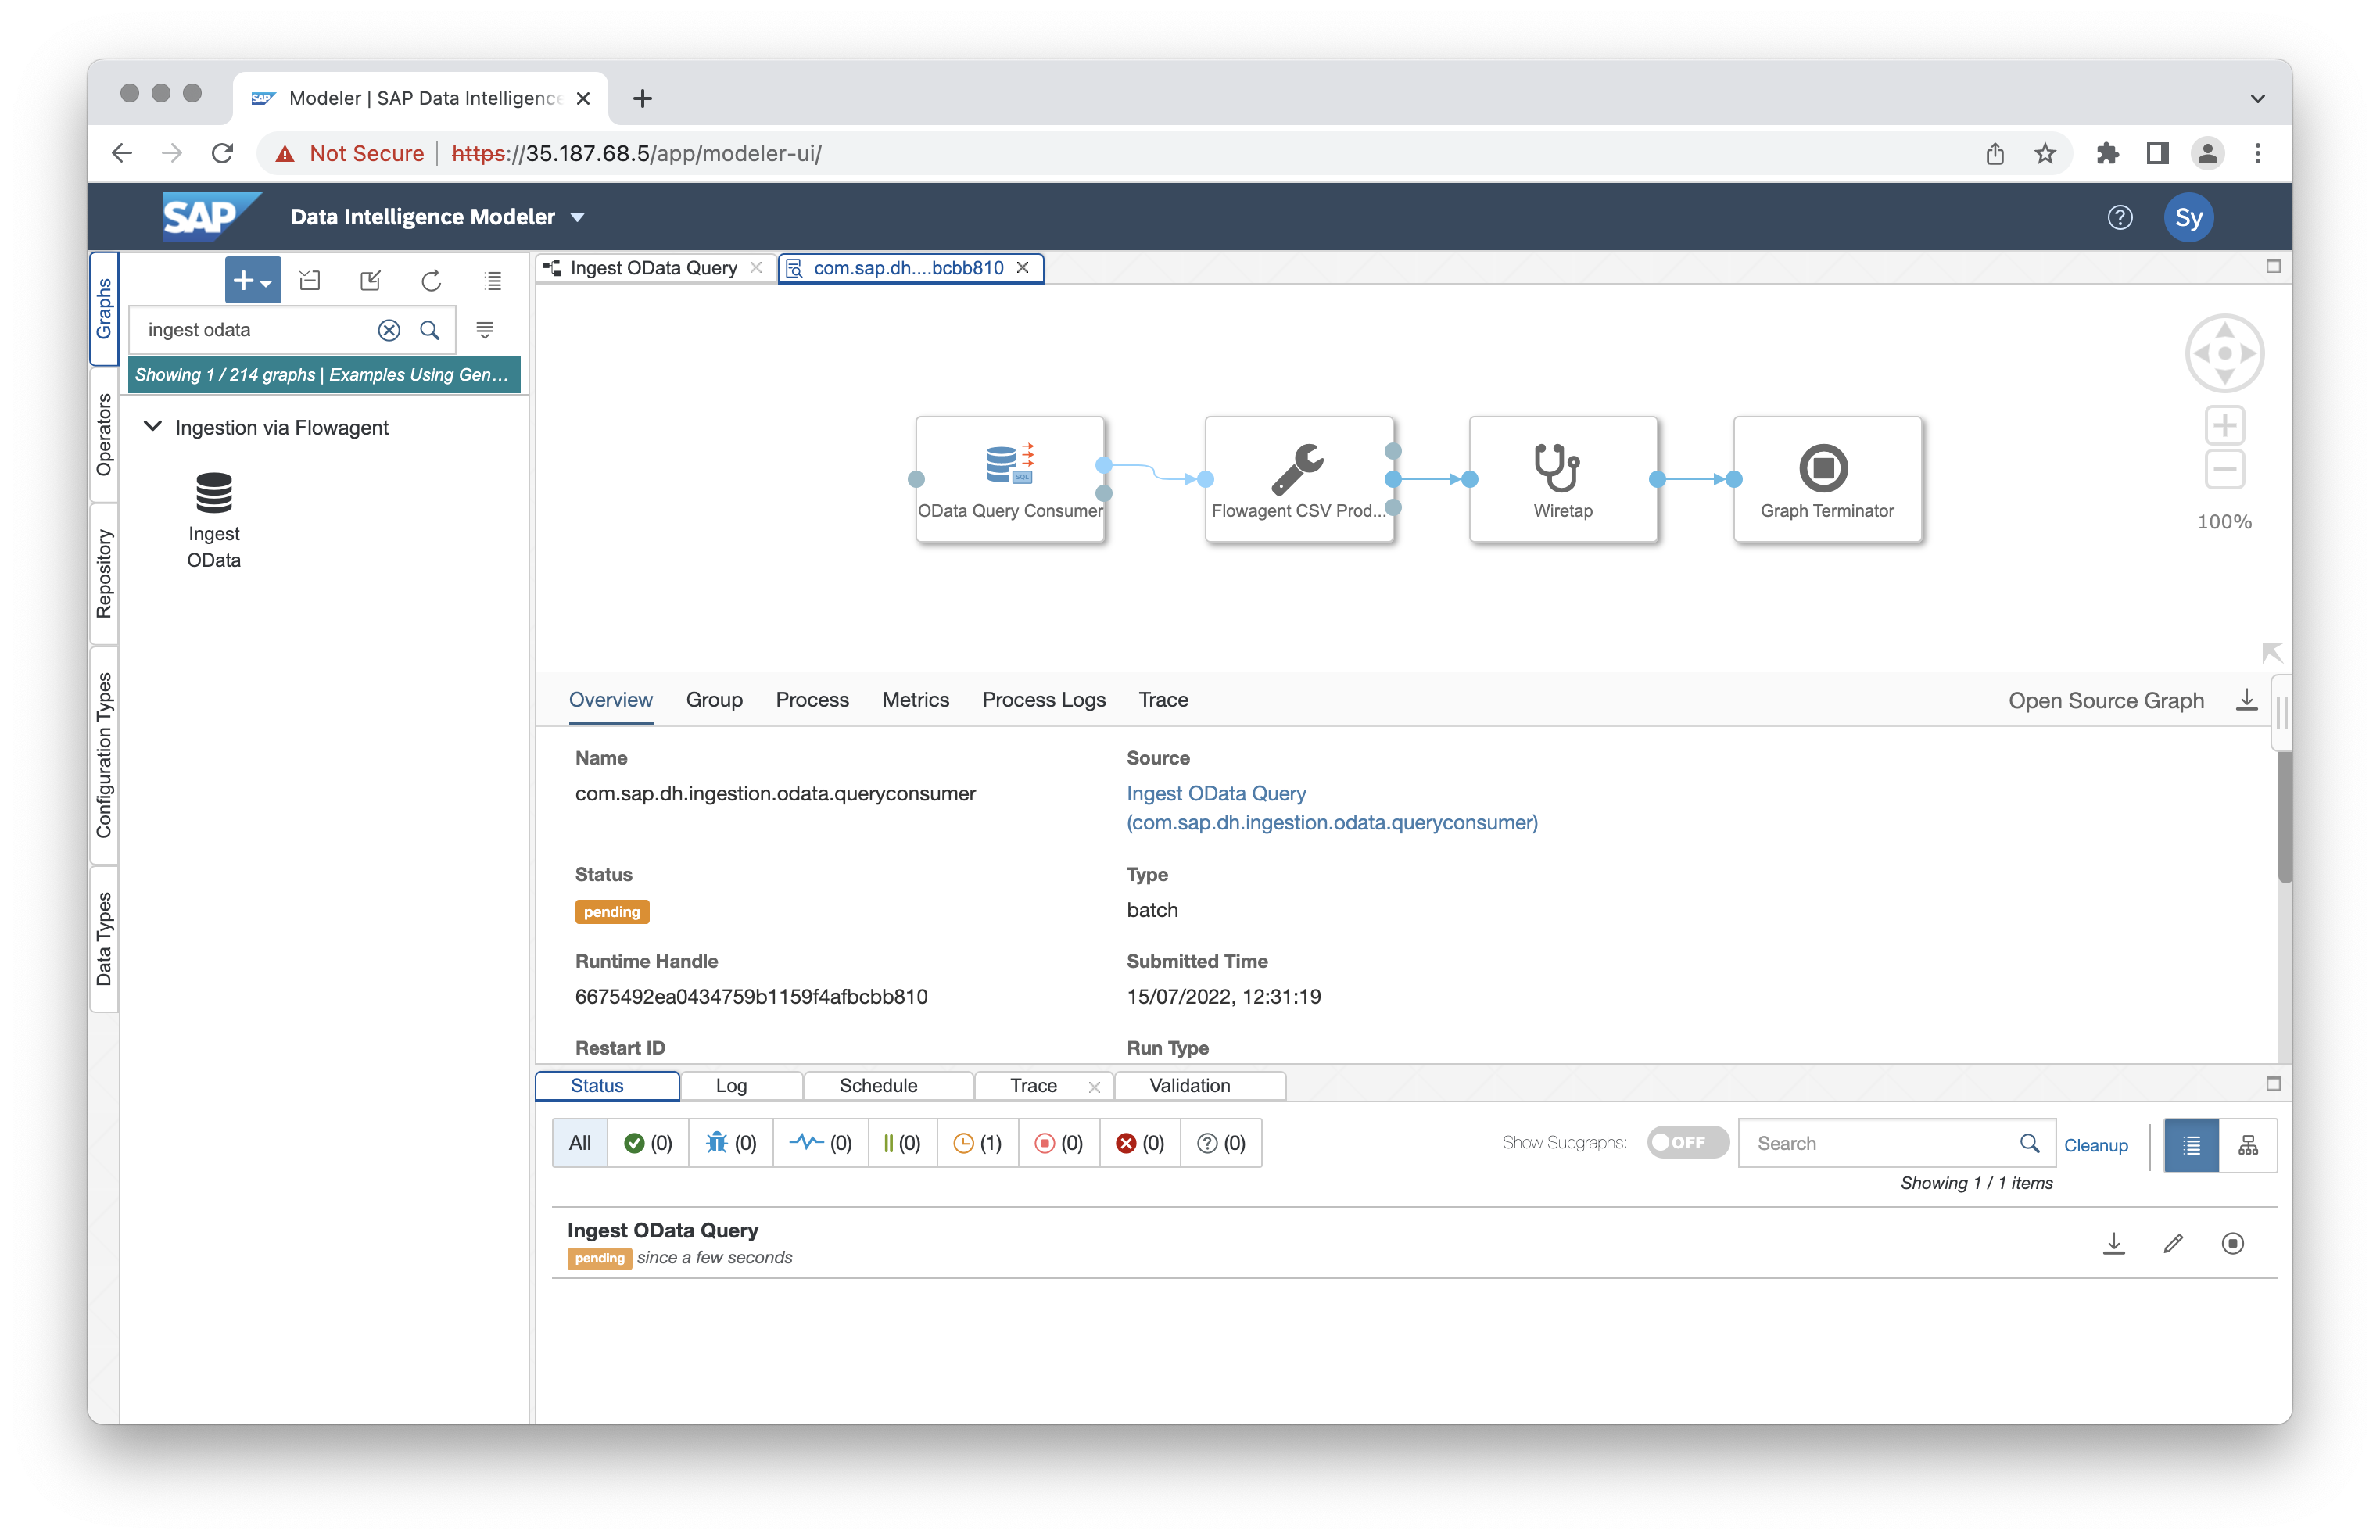 Modeler | SAP Data Intelligence
Not Secure
https://35.187.68.5/app/modeler-ui/
SAP
Data Intelligence Modeler
Sy
Graphs
Operators
Repository
Configuration Types
Data Types
ingest odata
Showing 1 / 214 graphs | Examples Using Gen...
Ingestion via Flowagent
Ingest
OData
Ingest OData Query
com.sap.dh....bcbb810
SQL
OData Query Consumer
Flowagent CSV Prod...
Wiretap
Graph Terminator
100%
Overview
Group
Process
Metrics
Process Logs
Trace
Open Source Graph
Name
com.sap.dh.ingestion.odata.queryconsumer
Source
Ingest OData Query
(com.sap.dh.ingestion.odata.queryconsumer)
Status
pending
Type
batch
Runtime Handle
6675492ea0434759b1159f4afbcbb810
Submitted Time
15/07/2022, 12:31:19
Restart ID
Run Type
Status
Log
Schedule
Trace
Validation
All
(0)
(0)
(0)
(0)
(1)
(0)
(0)
(0)
Show Subgraphs:
OFF
Search
Cleanup
Showing 1 / 1 items
Ingest OData Query
pending since a few seconds